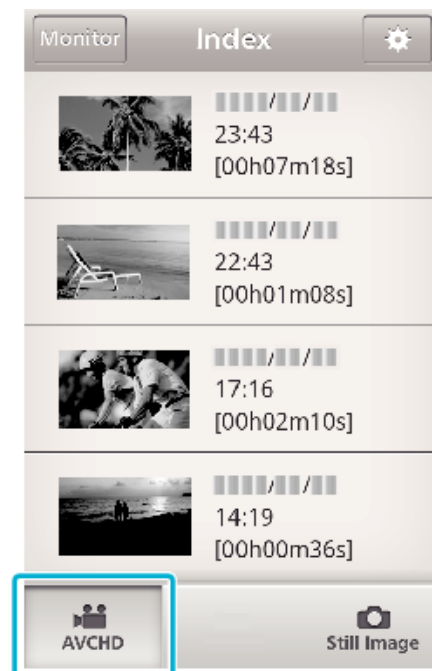 Monitor Index
23:43
[00h07m18s]
22:43
[00h01m08s]
17:16
[00h02m10s]
14:19
[00h00m36s]
AVCHD Still Image